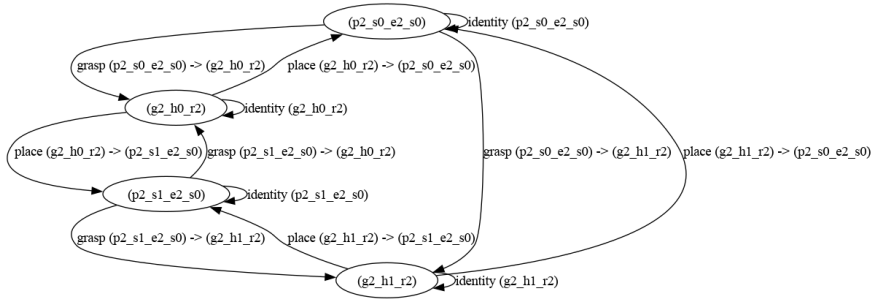 (p2_s0_e2_s0)
identity (p2_s0_e2_s0)
grasp (p2_s0_e2_s0) -> (g2_h0_r2)
place (g2_h0_r2) -> (p2_s0_e2_s0)
(g2_h0_r2)
identity (g2_h0_r2)
place (g2_h0_r2) -> (p2_s1_e2_s0)
grasp (p2_s1_e2_s0) -> (g2_h0_r2)
grasp (p2_s0_e2_s0) -> (g2_h1_r2)
place (g2_h1_r2) -> (p2_s0_e2_s0)
(p2_s1_e2_s0)
identity (p2_s1_e2_s0)
grasp (p2_s1_e2_s0) -> (g2_h1_r2)
place (g2_h1_r2) -> (p2_s1_e2_s0)
(g2_h1_r2)
identity (g2_h1_r2)